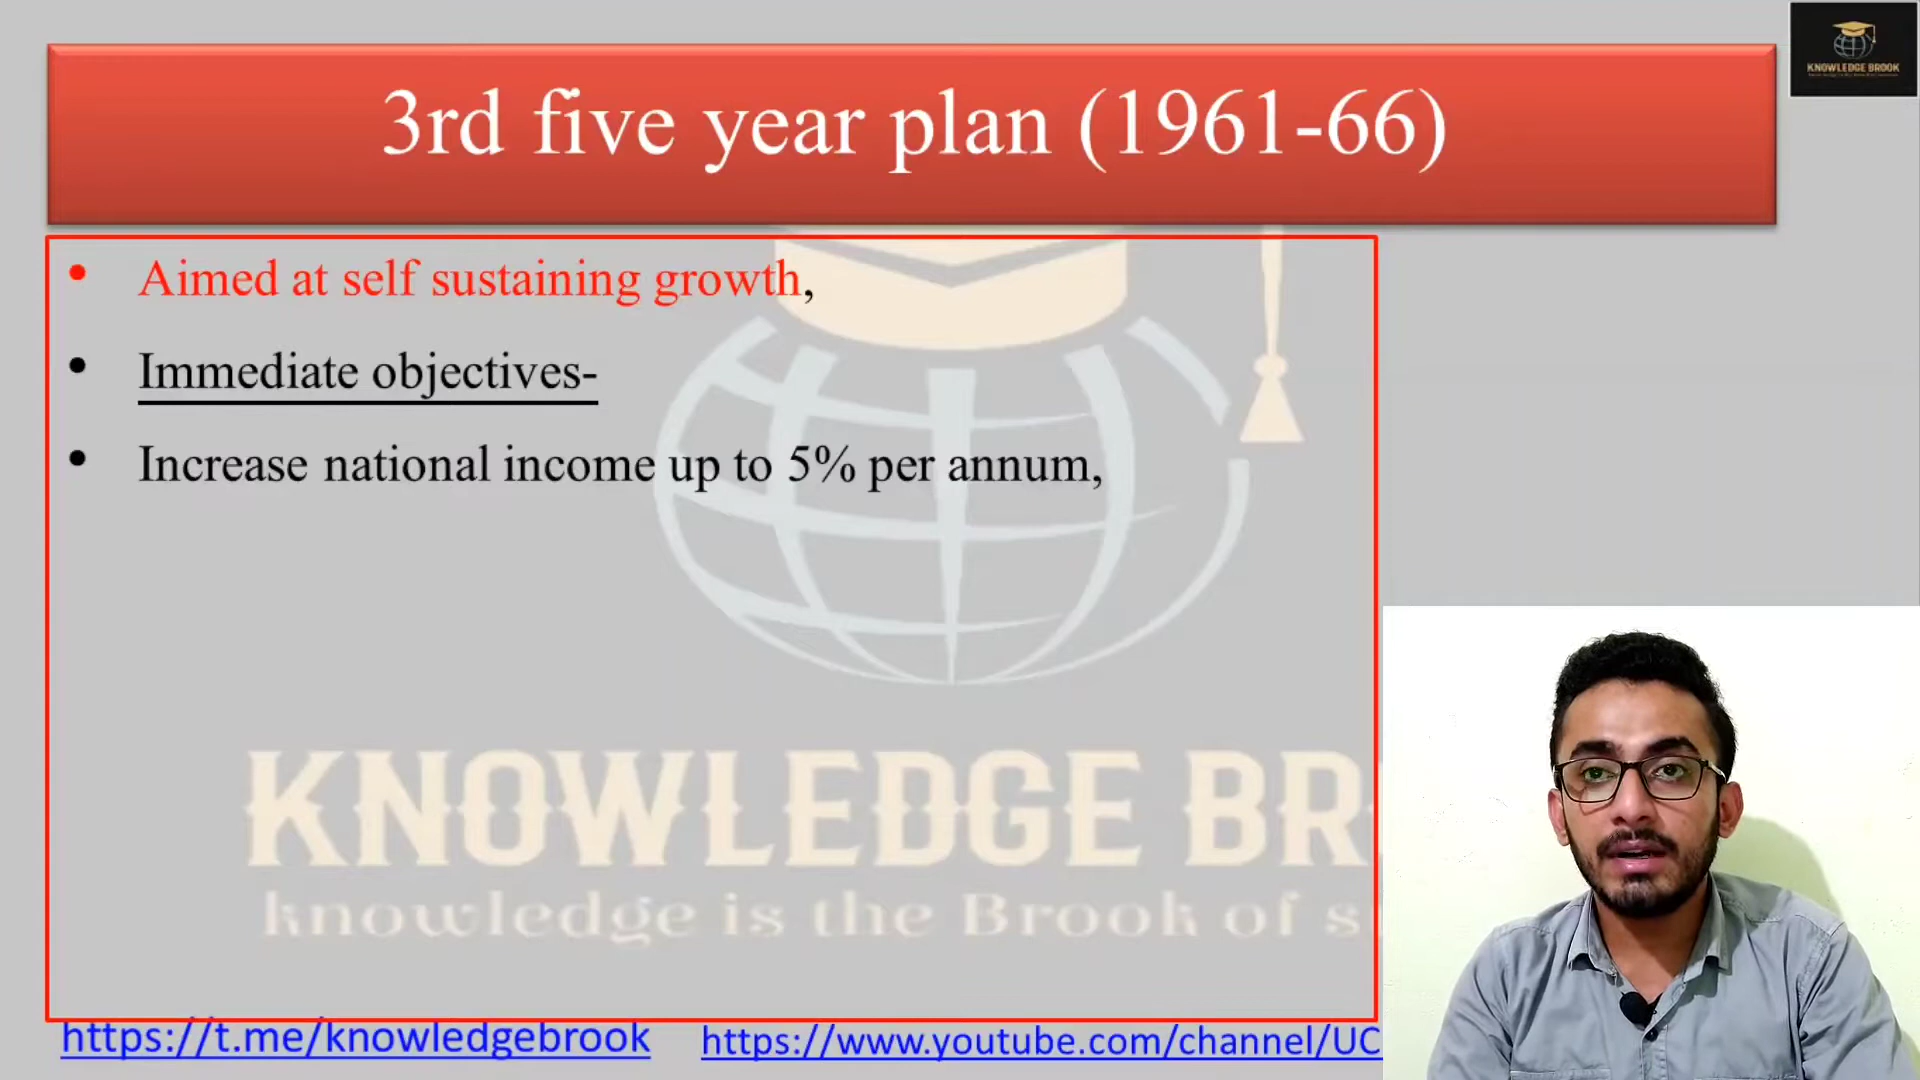 KNOWLEDGE BROOK
3rd five year plan (1961-66)
• Aimed at self sustaining growth,
• Immediate objectives-
• Increase national income up to 5% per annum,
KNOWLEDGE BR
knowledge is the Brook of s
https://t.me/knowledgebrook
https://www.youtube.com/channel/UC